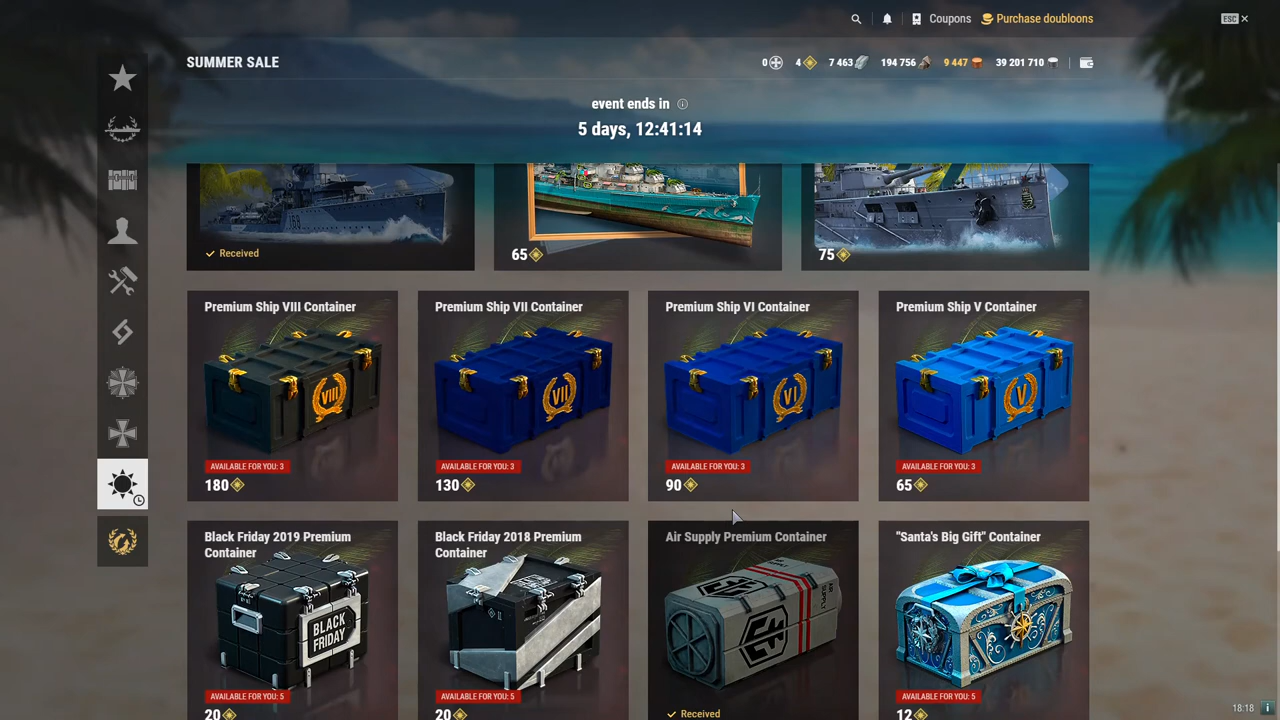 Coupons
Purchase doubloons
ESC
SUMMER SALE
0
4
7 463
194 756
9 447
39 201 710
event ends in
5 days, 12:41:14
Received
65
75
Premium Ship VIII Container
Premium Ship VII Container
Premium Ship VI Container
Premium Ship V Container
VIII
VII
VI
V
AVAILABLE FOR YOU: 3
AVAILABLE FOR YOU: 3
AVAILABLE FOR YOU: 3
AVAILABLE FOR YOU: 3
180
130
90
65
Black Friday 2019 Premium
Container
Black Friday 2018 Premium
Container
Air Supply Premium Container
"Santa's Big Gift" Container
BLACK
FRIDAY
AIR
SUPPLY
AVAILABLE FOR YOU: 5
AVAILABLE FOR YOU: 5
AVAILABLE FOR YOU: 5
20
20
Received
12
18:18